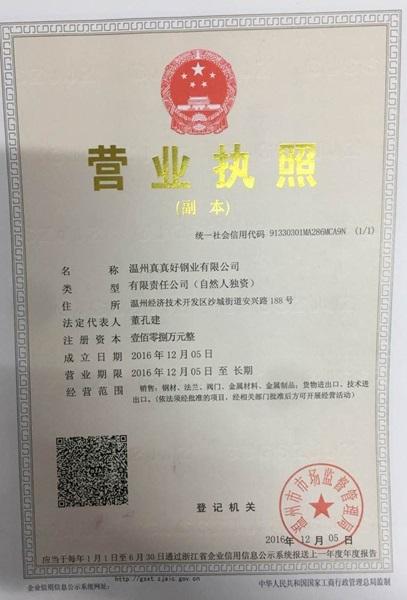 营业执照
(副 本)
统一社会信用代码 91330301MA286MCA9N (1/1)
名 称 温州真真好钢业有限公司
类 型 有限责任公司(自然人独资)
住 所 温州经济技术开发区沙城街道安兴路188号
法定代表人 董孔建
注册资本 壹佰零捌万元整
成立日期 2016年12月05日
营业期限 2016年12月05日至 长期
经营范围 销售:钢材、法兰、阀门、金属材料、金属制品;货物进出口、技术进
出口。(依法须经批准的项目,经相关部门批准后方可开展经营活动)
登记机关
温州市市场监督管理局
2016年 12月 05日
应当于每年1月1日至6月30日通过浙江省企业信用信息公示系统报送上一年度年度报告
http://gsxt.zjaic.gov.cn
企业信用信息公示系统网址:
中华人民共和国国家工商行政管理总局监制